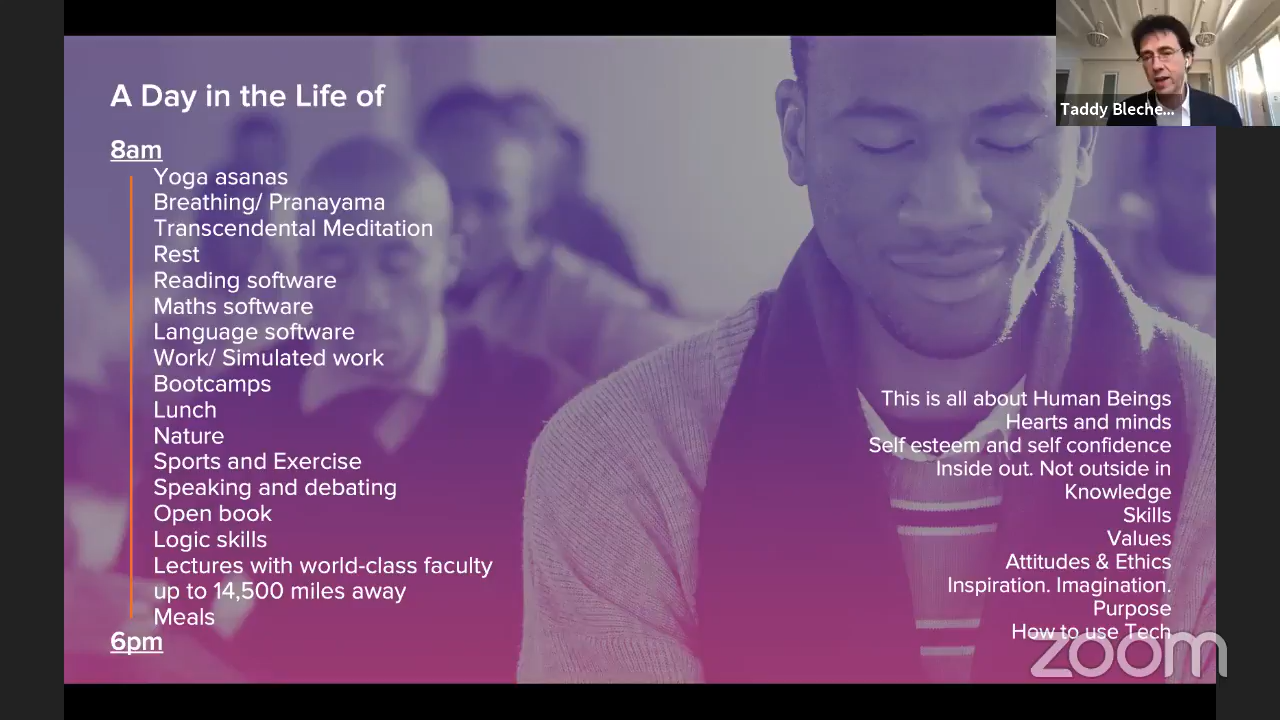 A Day in the Life of
8am
Yoga asanas
Breathing/ Pranayama
Transcendental Meditation
Rest
Reading software
Maths software
Language software
Work/ Simulated work
Bootcamps
Lunch
Nature
Sports and Exercise
Speaking and debating
Open book
Logic skills
Lectures with world-class faculty
up to 14,500 miles away
Meals
6pm
This is all about Human Beings
Hearts and minds
Self esteem and self confidence
Inside out. Not outside in
Knowledge
Skills
Values
Attitudes & Ethics
Inspiration. Imagination.
Purpose
How to use Tech
Taddy Bleche...
zoom